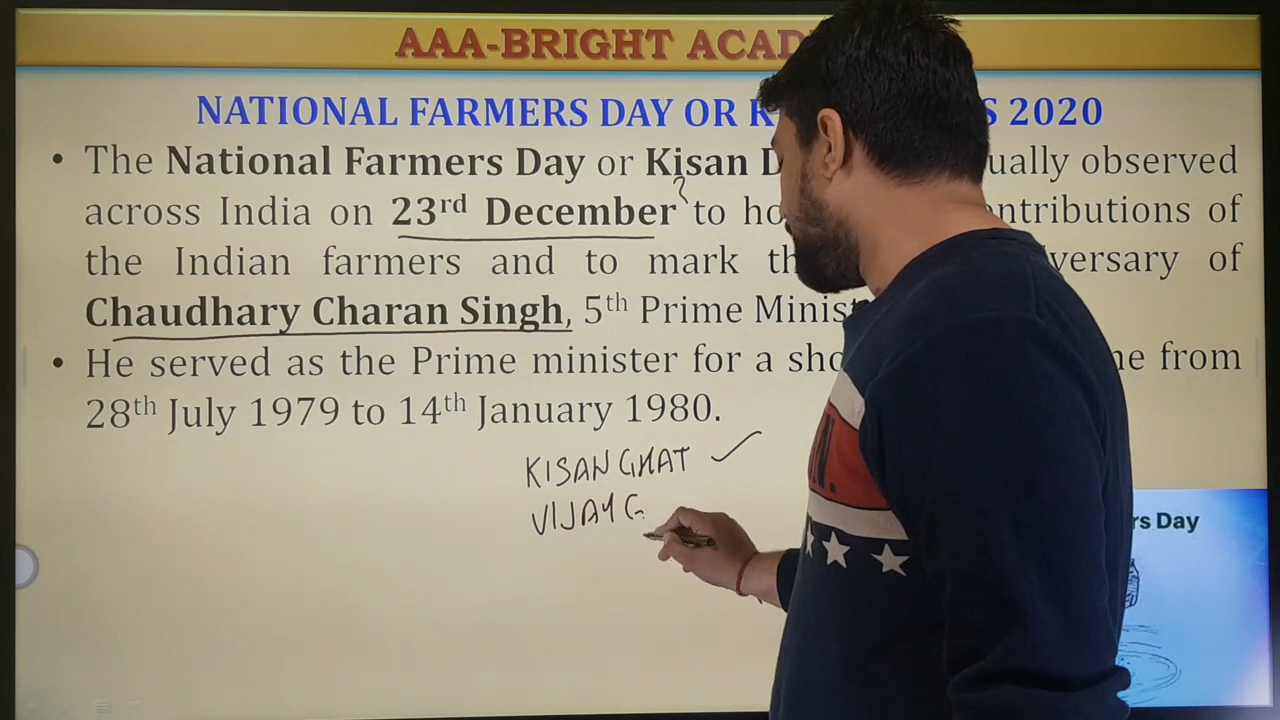 AAA-BRIGHT ACAD
NATIONAL FARMERS DAY OR K S 2020
• The National Farmers Day or Kisan D ually observed
across India on 23rd December to ho ntributions of
the Indian farmers and to mark th versary of
Chaudhary Charan Singh, 5th Prime Minist
• He served as the Prime minister for a sho e from
28th July 1979 to 14th January 1980.
KISAN GHAT
VIJAY G
rs Day